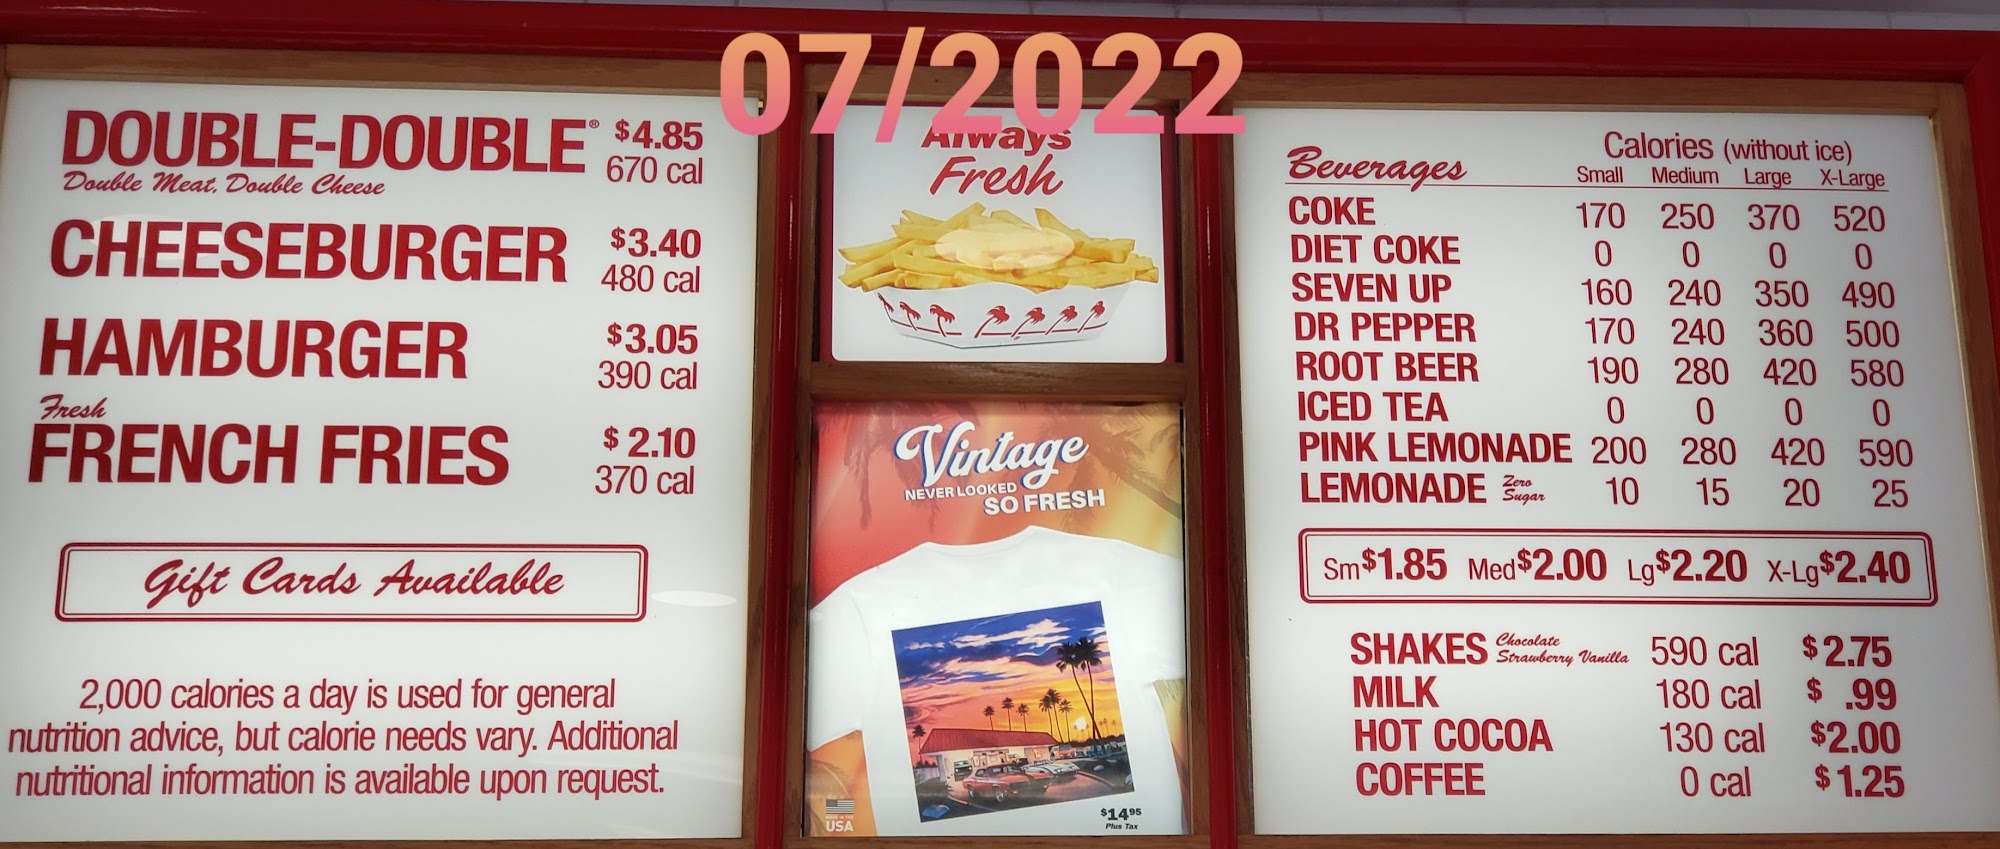 07/2022
DOUBLE-DOUBLE® $4.85
Double Meat, Double Cheese 670 cal
CHEESEBURGER $3.40
480 cal
HAMBURGER $3.05
390 cal
Fresh
FRENCH FRIES $2.10
370 cal
Gift Cards Available
2,000 calories a day is used for general
nutrition advice, but calorie needs vary. Additional
nutritional information is available upon request.
Always
Fresh
Vintage
NEVER LOOKED
SO FRESH
MADE IN THE
USA
$14.95
Plus Tax
Beverages Calories (without ice)
Small Medium Large X-Large
COKE 170 250 370 520
DIET COKE 0 0 0 0
SEVEN UP 160 240 350 490
DR PEPPER 170 240 360 500
ROOT BEER 190 280 420 580
ICED TEA 0 0 0 0
PINK LEMONADE 200 280 420 590
LEMONADE Zero Sugar 10 15 20 25
Sm $1.85 Med $2.00 Lg $2.20 X-Lg $2.40
SHAKES Chocolate Strawberry Vanilla 590 cal $2.75
MILK 180 cal $ .99
HOT COCOA 130 cal $2.00
COFFEE 0 cal $1.25